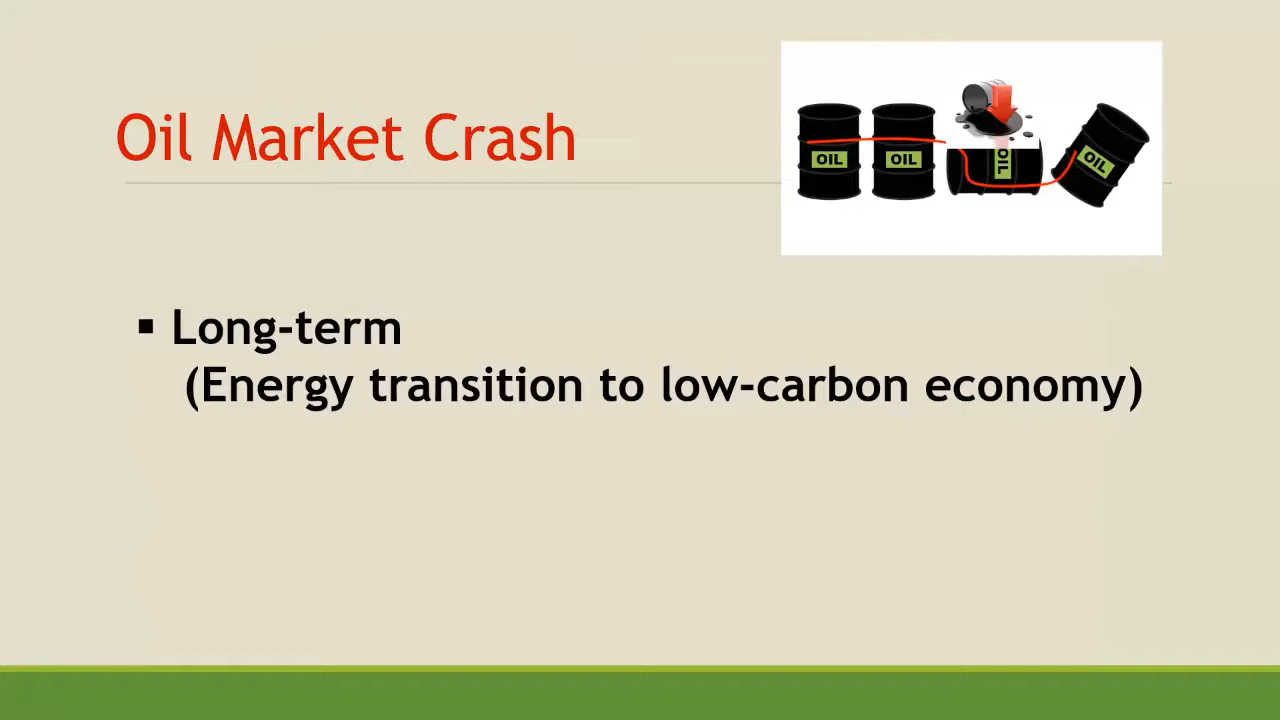 Oil Market Crash
OIL
OIL
OIL
OIL
▪ Long-term
(Energy transition to low-carbon economy)